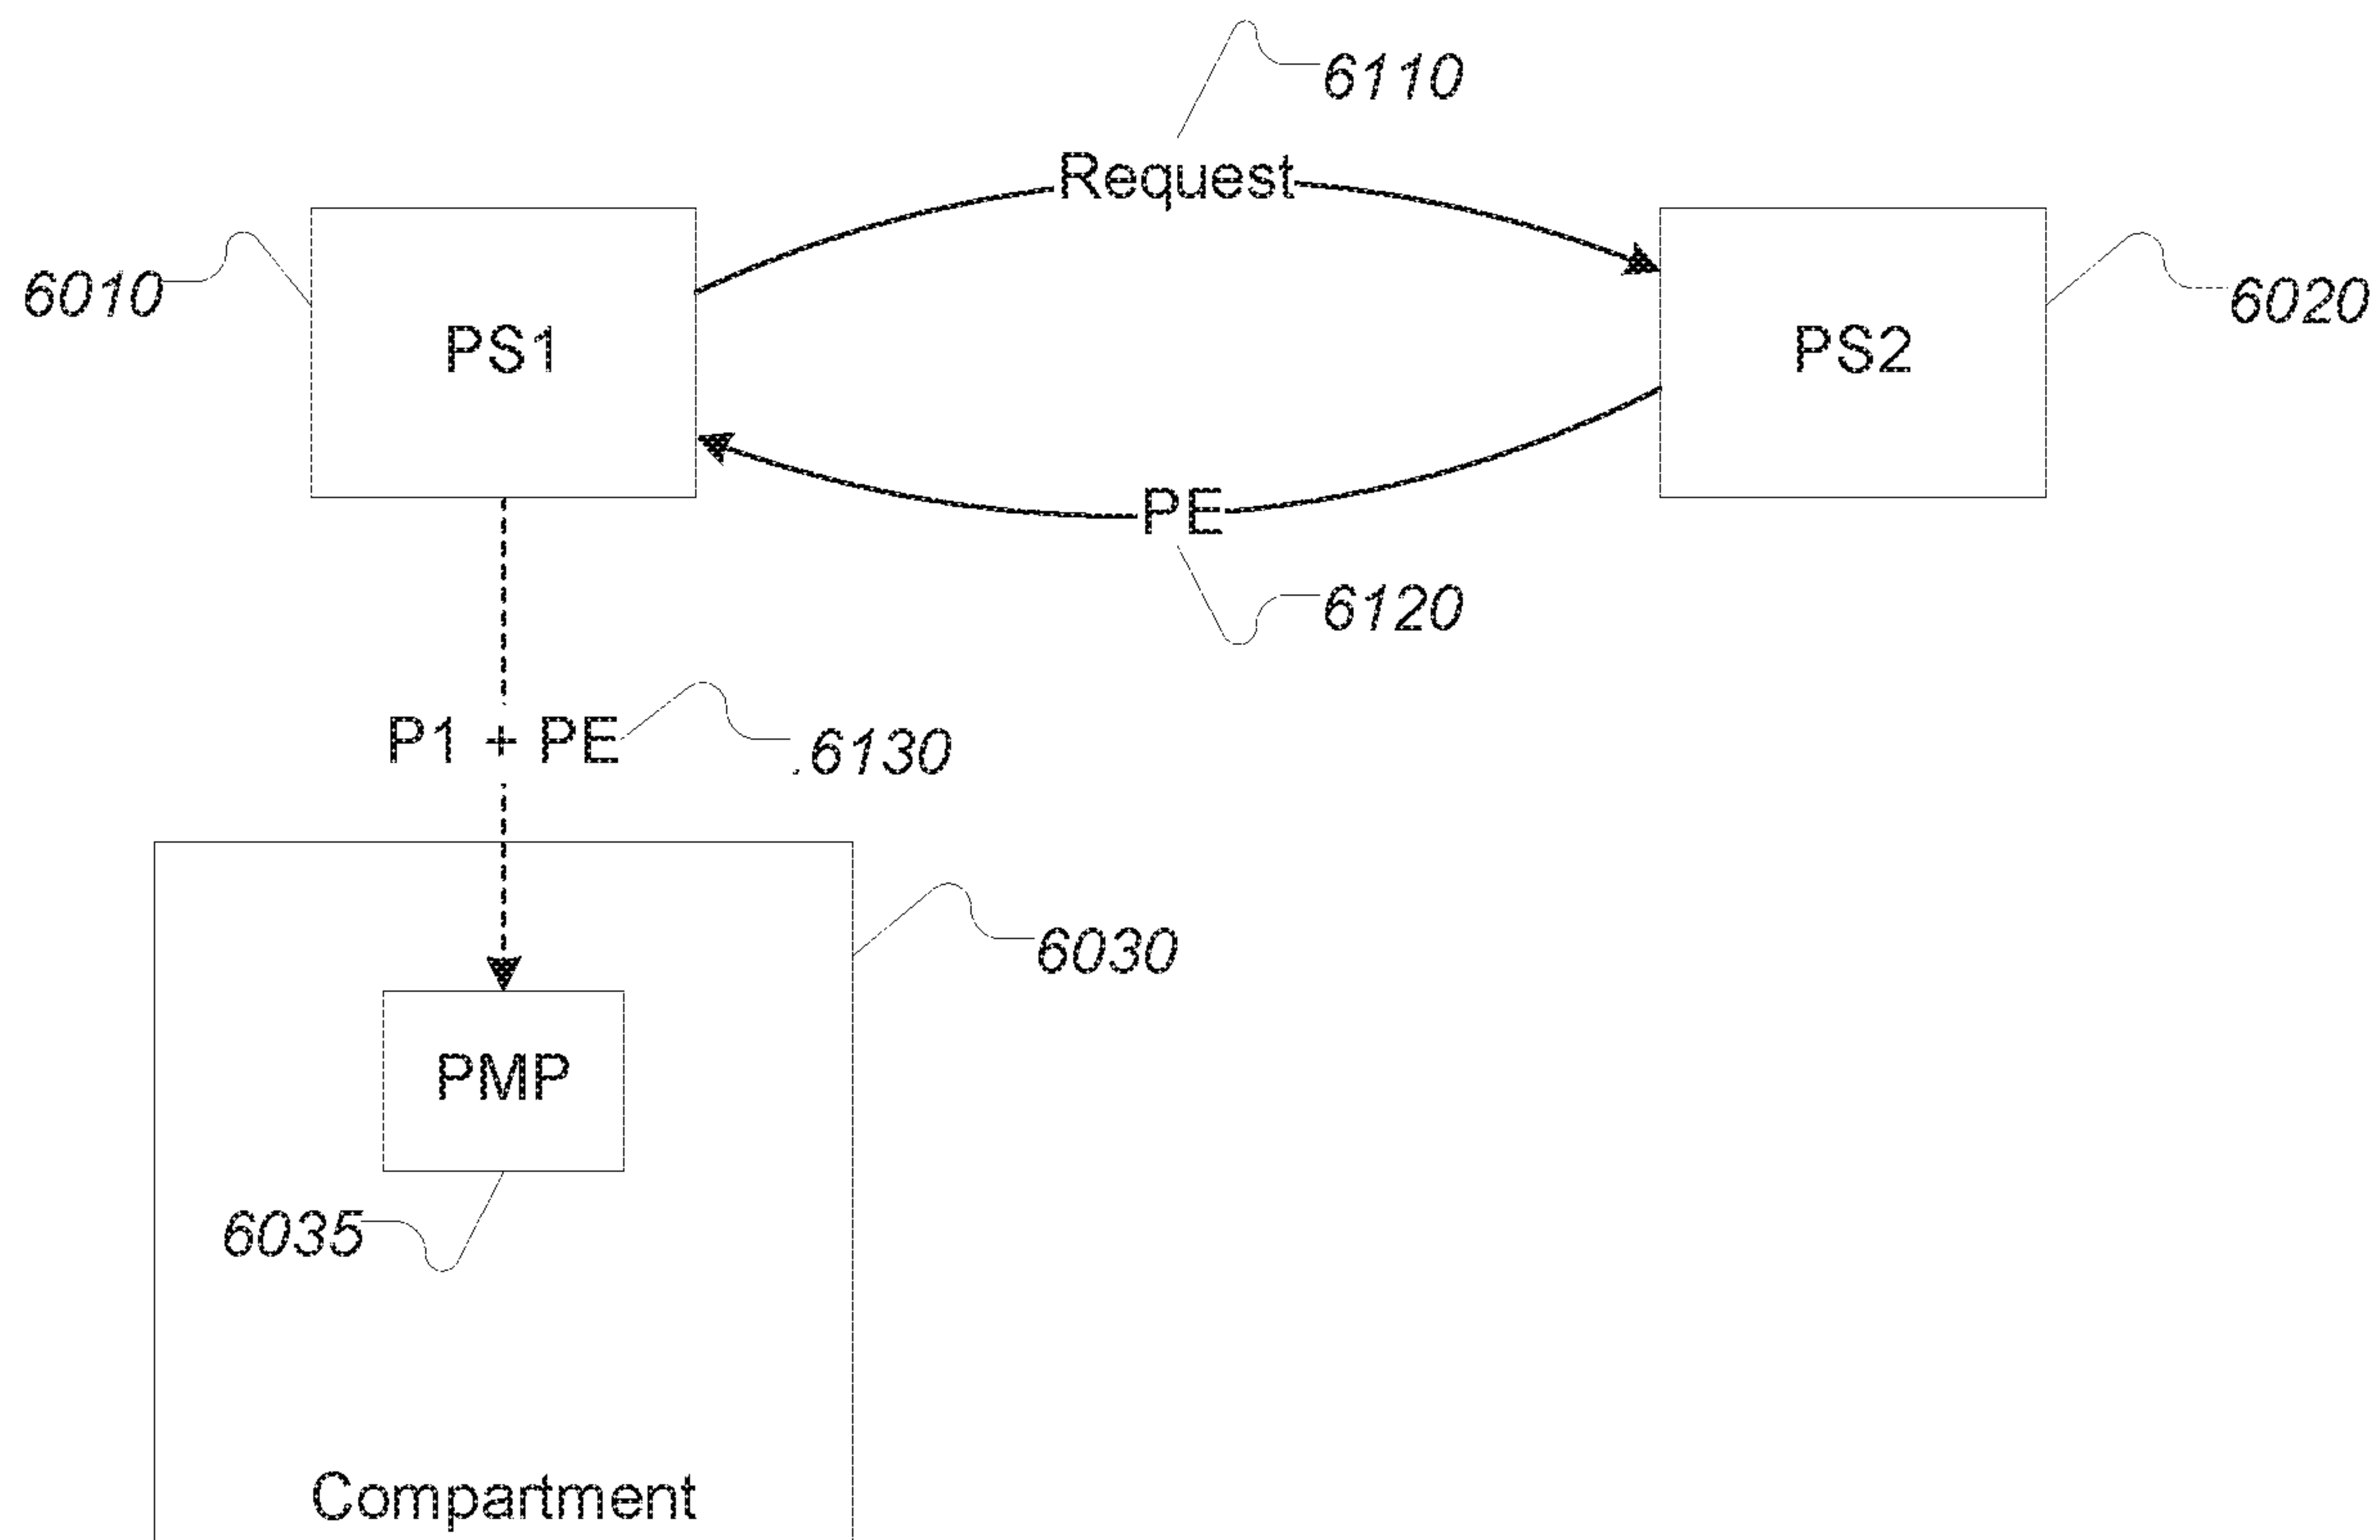 6110
Request
6010
PS1
PS2
6020
PE
6120
P1 + PE
.6130
6030
PMP
6035
Compartment